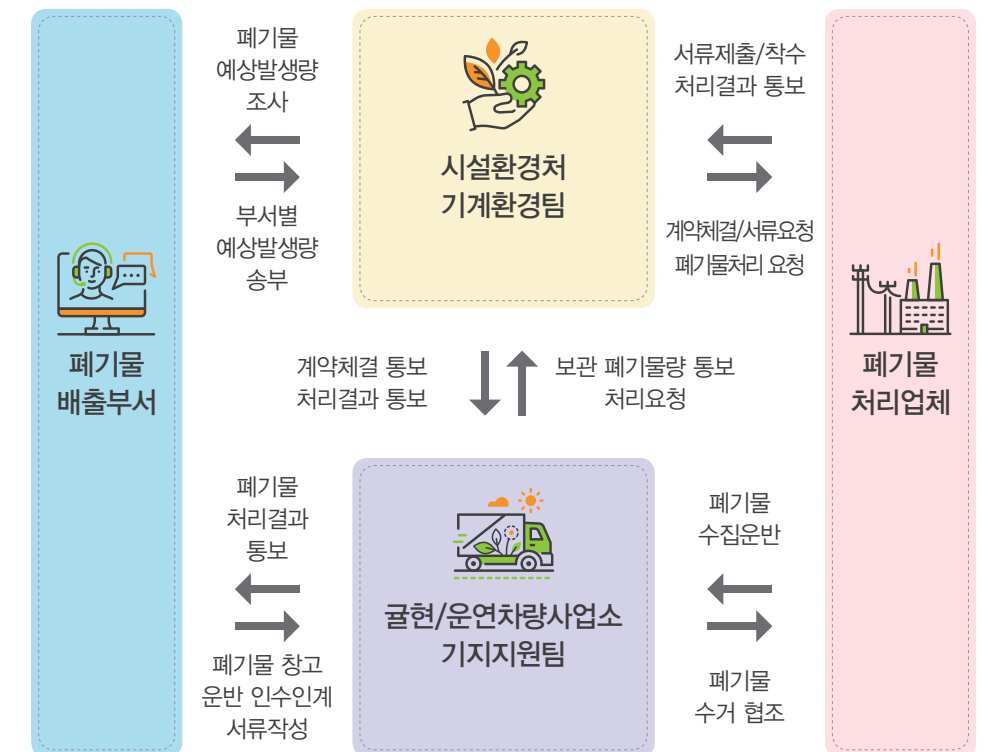 폐기물
예상발생량
조사
부서별
예상발생량
송부
시설환경처
기계환경팀
서류제출/착수
처리결과 통보
계약체결/서류요청
폐기물처리 요청
폐기물
배출부서
계약체결 통보
처리결과 통보
보관 폐기물량 통보
처리요청
폐기물
처리업체
폐기물
처리결과
통보
폐기물 창고
운반 인수인계
서류작성
귤현/운연차량사업소
기지지원팀
폐기물
수집운반
폐기물
수거 협조